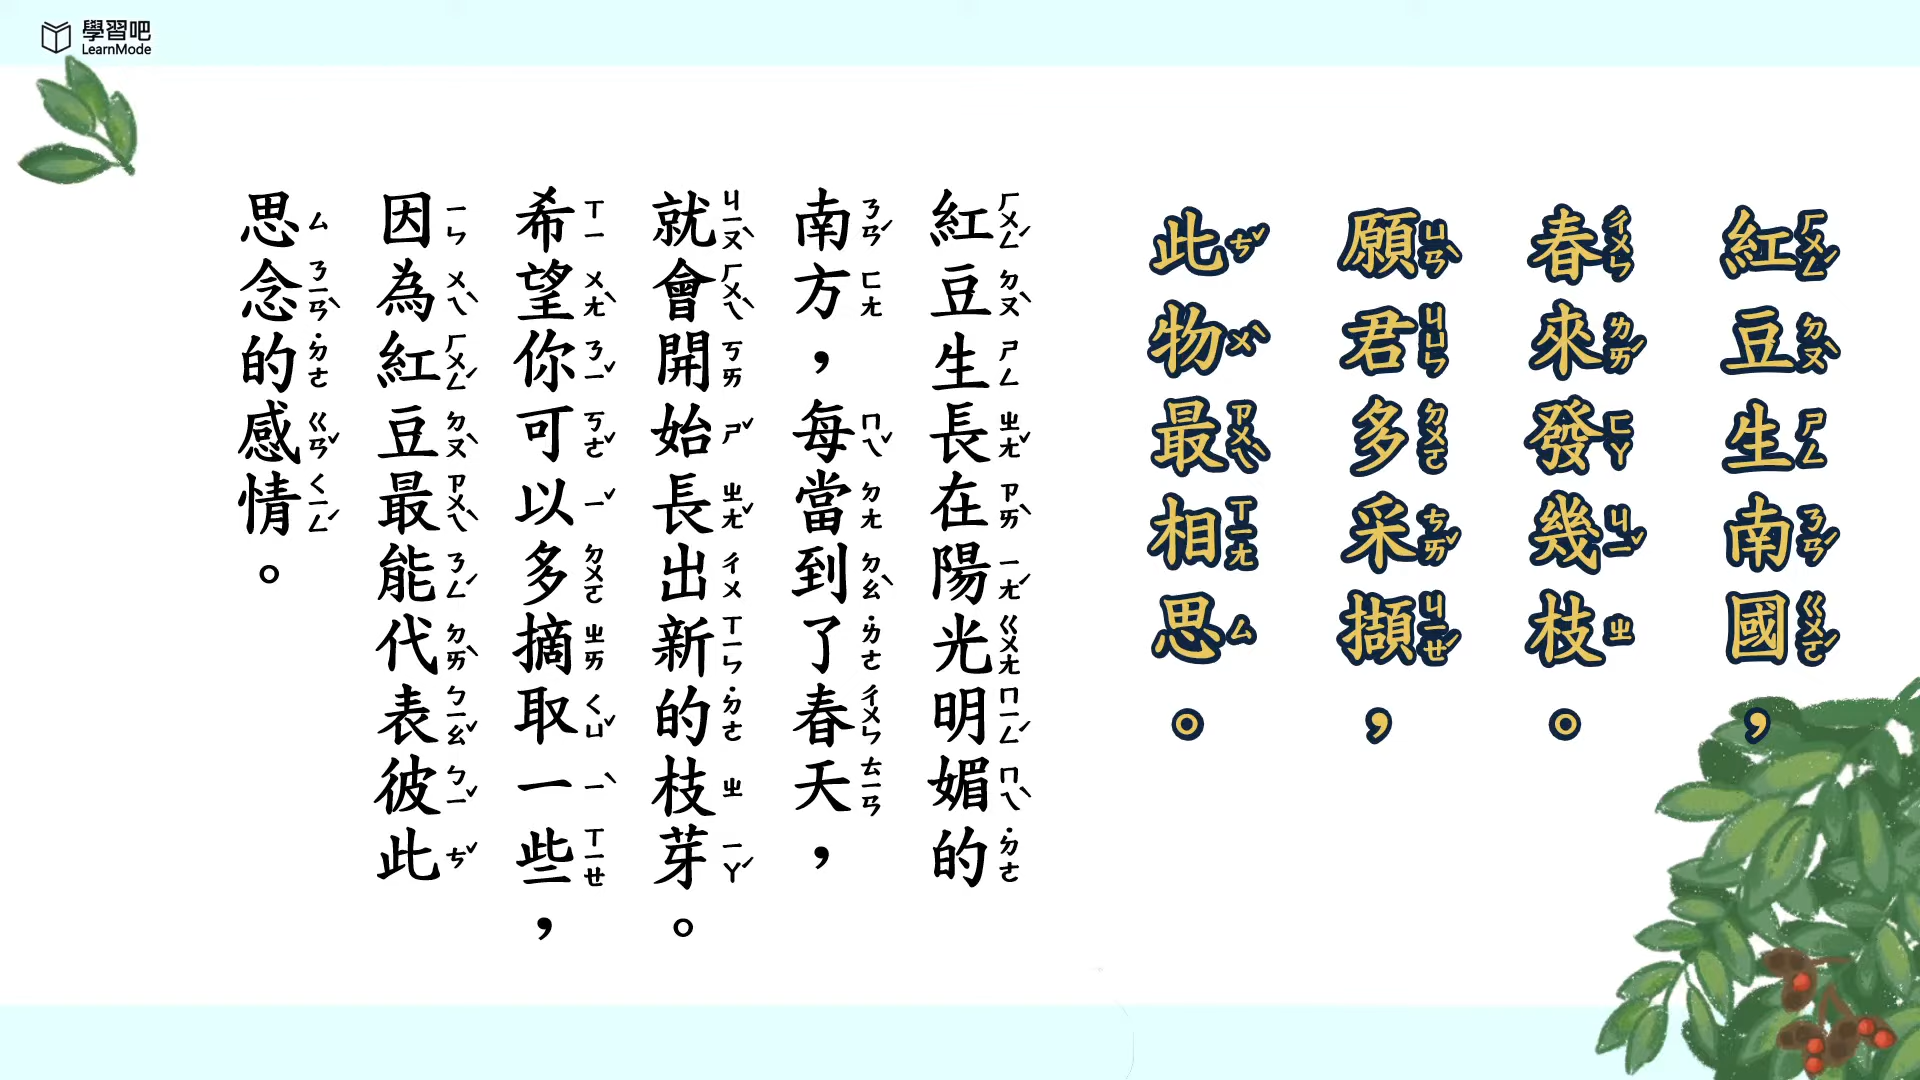 學習吧
LearnMode
紅豆生南國，
春來發幾枝。
願君多采擷，
此物最相思。
紅豆生長在陽光明媚的
南方，每當到了春天，
就會開始長出新的枝芽。
希望你可以多摘取一些，
因為紅豆最能代表彼此
思念的感情。